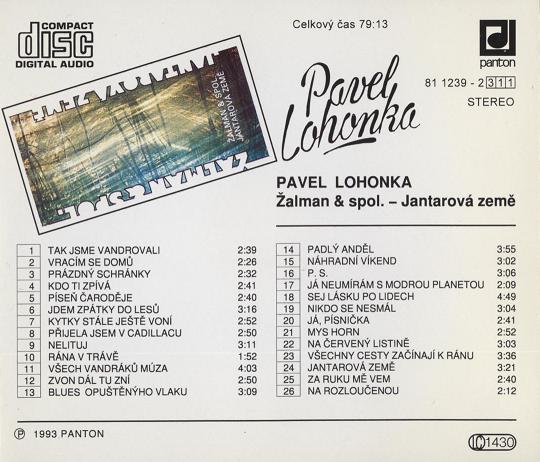 COMPACT
disc
DIGITAL AUDIO
Celkový čas 79:13
panton
81 1239 - 2 311
STEREO
ŽALMAN & SPOL.
JANTAROVÁ ZEMĚ
JANTAROVÁ ZEMĚ
ŽALMAN & SPOL.
Pavel
Lohonka
PAVEL LOHONKA
Žalman & spol. – Jantarová země
1 TAK JSME VANDROVALI 2:39
2 VRACÍM SE DOMŮ 2:26
3 PRÁZDNÝ SCHRÁNKY 2:32
4 KDO TI ZPÍVÁ 2:41
5 PÍSEŇ ČARODĚJE 2:40
6 JDEM ZPÁTKY DO LESŮ 3:16
7 KYTKY STÁLE JEŠTĚ VONÍ 2:52
8 PŘIJELA JSEM V CADILLACU 2:50
9 NELITUJ 3:11
10 RÁNA V TRÁVĚ 1:52
11 VŠECH VANDRÁKŮ MÚZA 4:03
12 ZVON DÁL TU ZNÍ 2:50
13 BLUES OPUŠTĚNÝHO VLAKU 3:09
14 PADLÝ ANDĚL 3:55
15 NÁHRADNÍ VÍKEND 3:02
16 P. S. 3:06
17 JÁ NEUMÍRÁM S MODROU PLANETOU 2:09
18 SEJ LÁSKU PO LIDECH 4:49
19 NIKDO SE NESMÁL 3:04
20 JÁ, PÍSNIČKA 2:41
21 MYS HORN 2:52
22 NA ČERVENÝ LISTINĚ 3:03
23 VŠECHNY CESTY ZAČÍNAJÍ K RÁNU 3:36
24 JANTAROVÁ ZEMĚ 3:21
25 ZA RUKU MĚ VEM 2:40
26 NA ROZLOUČENOU 2:12
Ⓟ 1993 PANTON
1430